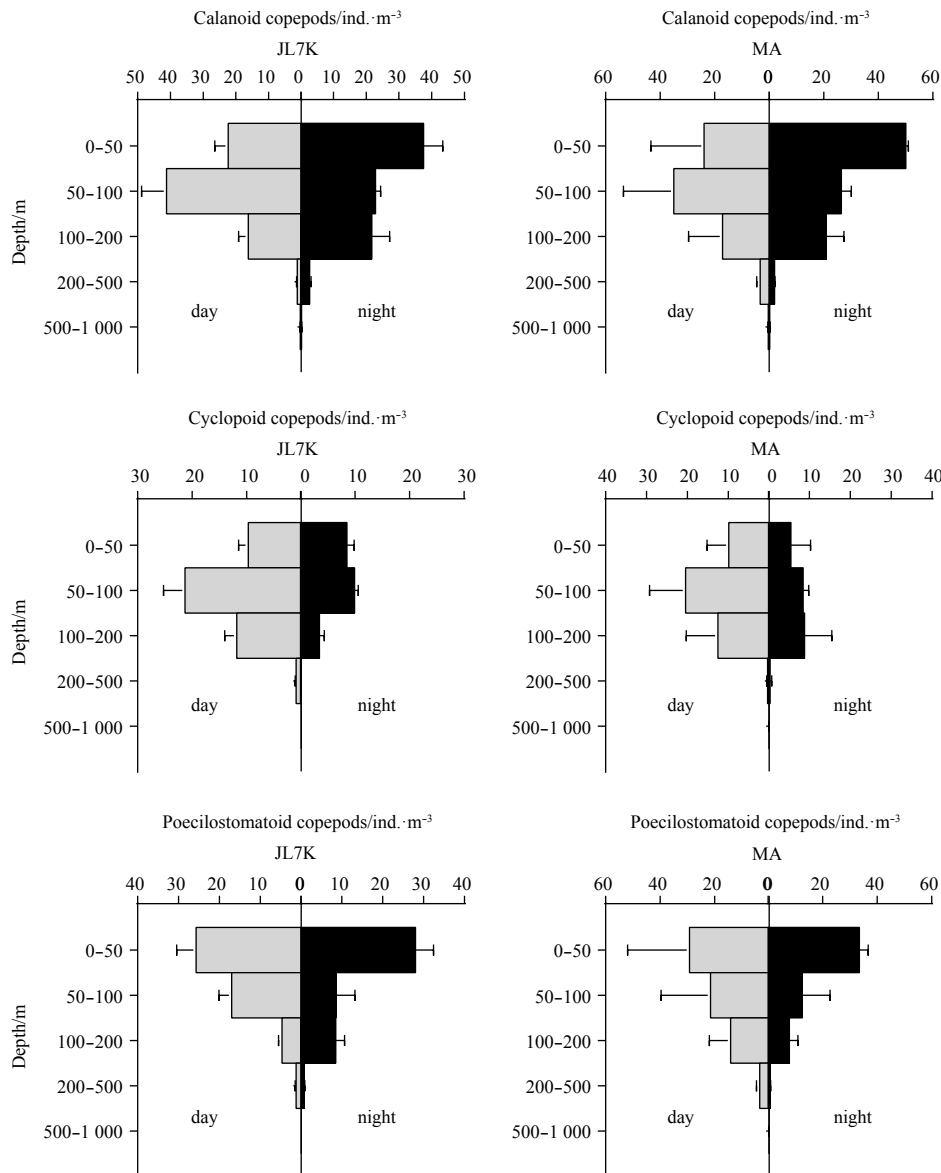 Calanoid copepods/ind.·m⁻³
JL7K
50 40 30 20 10 0 10 20 30 40 50
0–50
50–100
100–200
200–500
500–1 000
Depth/m
day
night
Calanoid copepods/ind.·m⁻³
MA
60 40 20 0 20 40 60
0–50
50–100
100–200
200–500
500–1 000
day
night
Cyclopoid copepods/ind.·m⁻³
JL7K
30 20 10 0 10 20 30
0–50
50–100
100–200
200–500
500–1 000
Depth/m
day
night
Cyclopoid copepods/ind.·m⁻³
MA
40 30 20 10 0 10 20 30 40
0–50
50–100
100–200
200–500
500–1 000
day
night
Poecilostomatoid copepods/ind.·m⁻³
JL7K
40 30 20 10 0 10 20 30 40
0–50
50–100
100–200
200–500
500–1 000
Depth/m
day
night
Poecilostomatoid copepods/ind.·m⁻³
MA
60 40 20 0 20 40 60
0–50
50–100
100–200
200–500
500–1 000
day
night